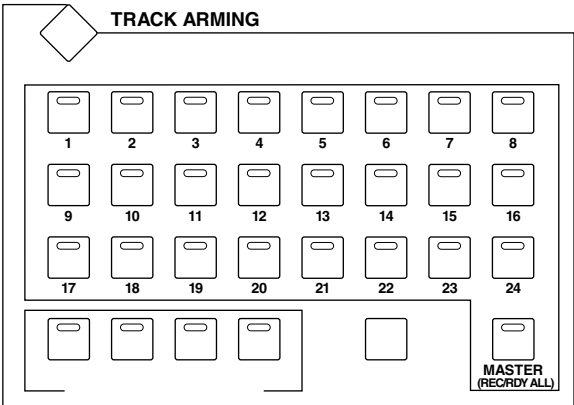 TRACK ARMING
1 2 3 4 5 6 7 8
9 10 11 12 13 14 15 16
17 18 19 20 21 22 23 24
MASTER
(REC/RDY ALL)